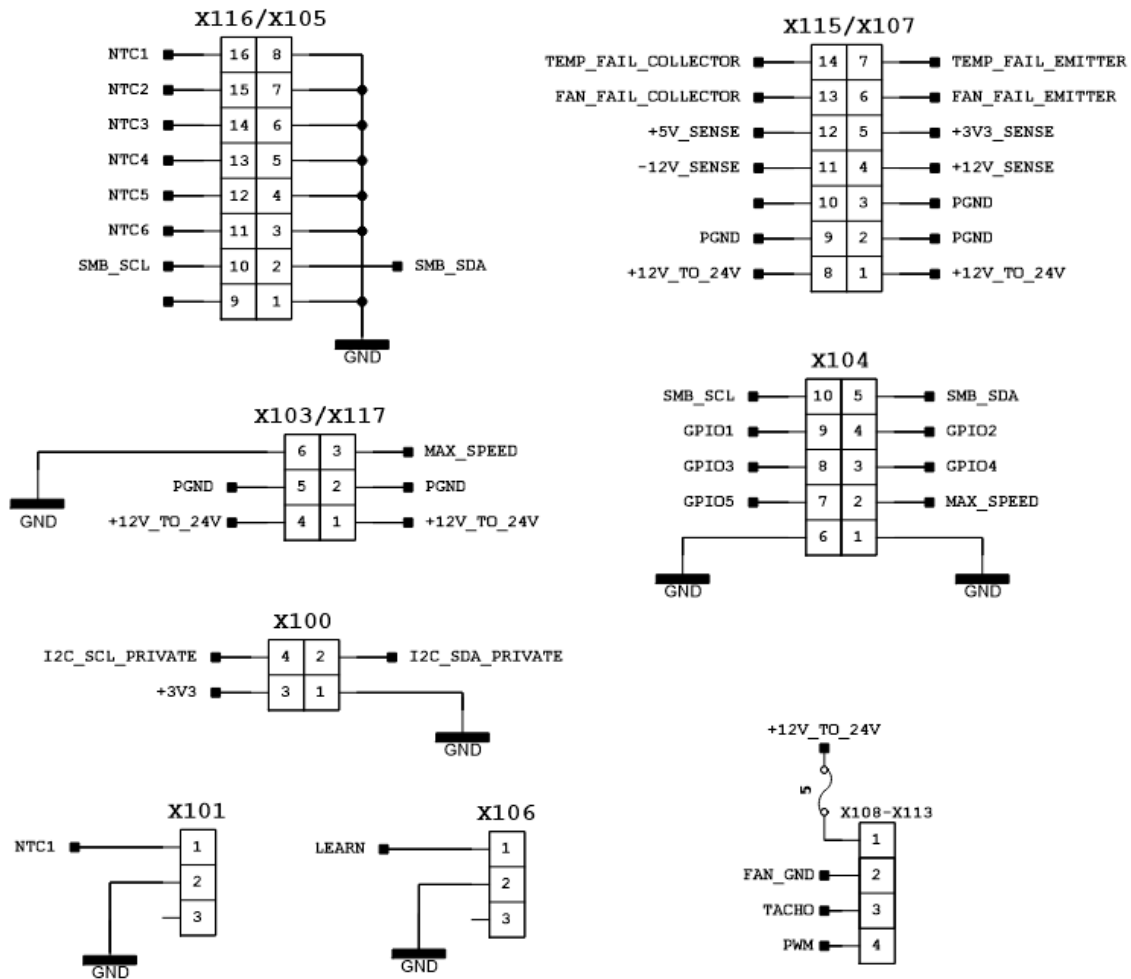 X116/X105
NTC1 16 8
NTC2 15 7
NTC3 14 6
NTC4 13 5
NTC5 12 4
NTC6 11 3
SMB_SCL 10 2 SMB_SDA
9 1
GND
X115/X107
TEMP_FAIL_COLLECTOR 14 7 TEMP_FAIL_EMITTER
FAN_FAIL_COLLECTOR 13 6 FAN_FAIL_EMITTER
+5V_SENSE 12 5 +3V3_SENSE
-12V_SENSE 11 4 +12V_SENSE
10 3 PGND
PGND 9 2 PGND
+12V_TO_24V 8 1 +12V_TO_24V
X103/X117
6 3 MAX_SPEED
PGND 5 2 PGND
+12V_TO_24V 4 1 +12V_TO_24V
GND
X104
SMB_SCL 10 5 SMB_SDA
GPIO1 9 4 GPIO2
GPIO3 8 3 GPIO4
GPIO5 7 2 MAX_SPEED
6 1
GND GND
X100
I2C_SCL_PRIVATE 4 2 I2C_SDA_PRIVATE
+3V3 3 1
GND
X101
NTC1 1
2
3
GND
X106
LEARN 1
2
3
GND
+12V_TO_24V
5
X108-X113
1
FAN_GND 2
TACHO 3
PWM 4